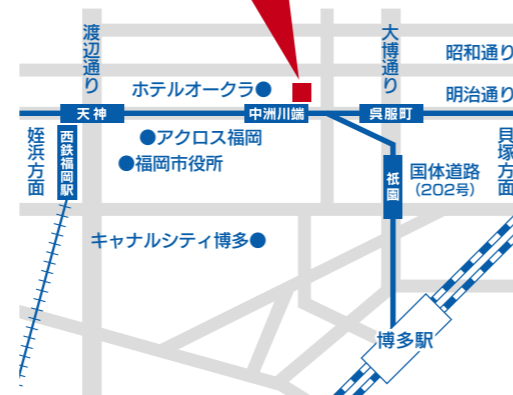 渡辺通り
大博通り
昭和通り
ホテルオークラ
明治通り
天神
中洲川端
呉服町
姪浜方面
西鉄福岡駅
アクロス福岡
福岡市役所
祇園
国体道路
（202号）
貝塚方面
キャナルシティ博多
博多駅